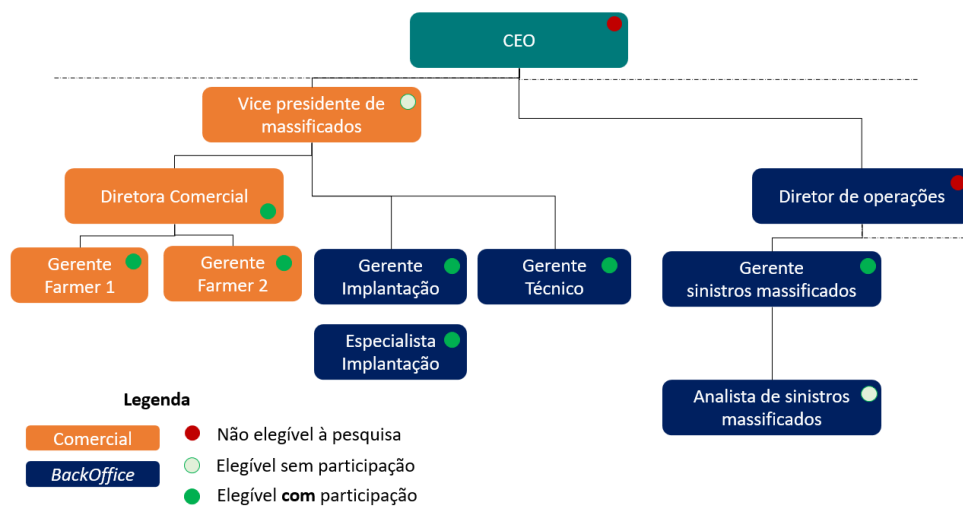 CEO
Vice presidente de
massificados
Diretora Comercial
Diretor de operações
Gerente
Farmer 1
Gerente
Farmer 2
Gerente
Implantação
Gerente
Técnico
Gerente
sinistros massificados
Especialista
Implantação
Analista de sinistros
massificados
Legenda
Comercial
BackOffice
Não elegível à pesquisa
Elegível sem participação
Elegível com participação